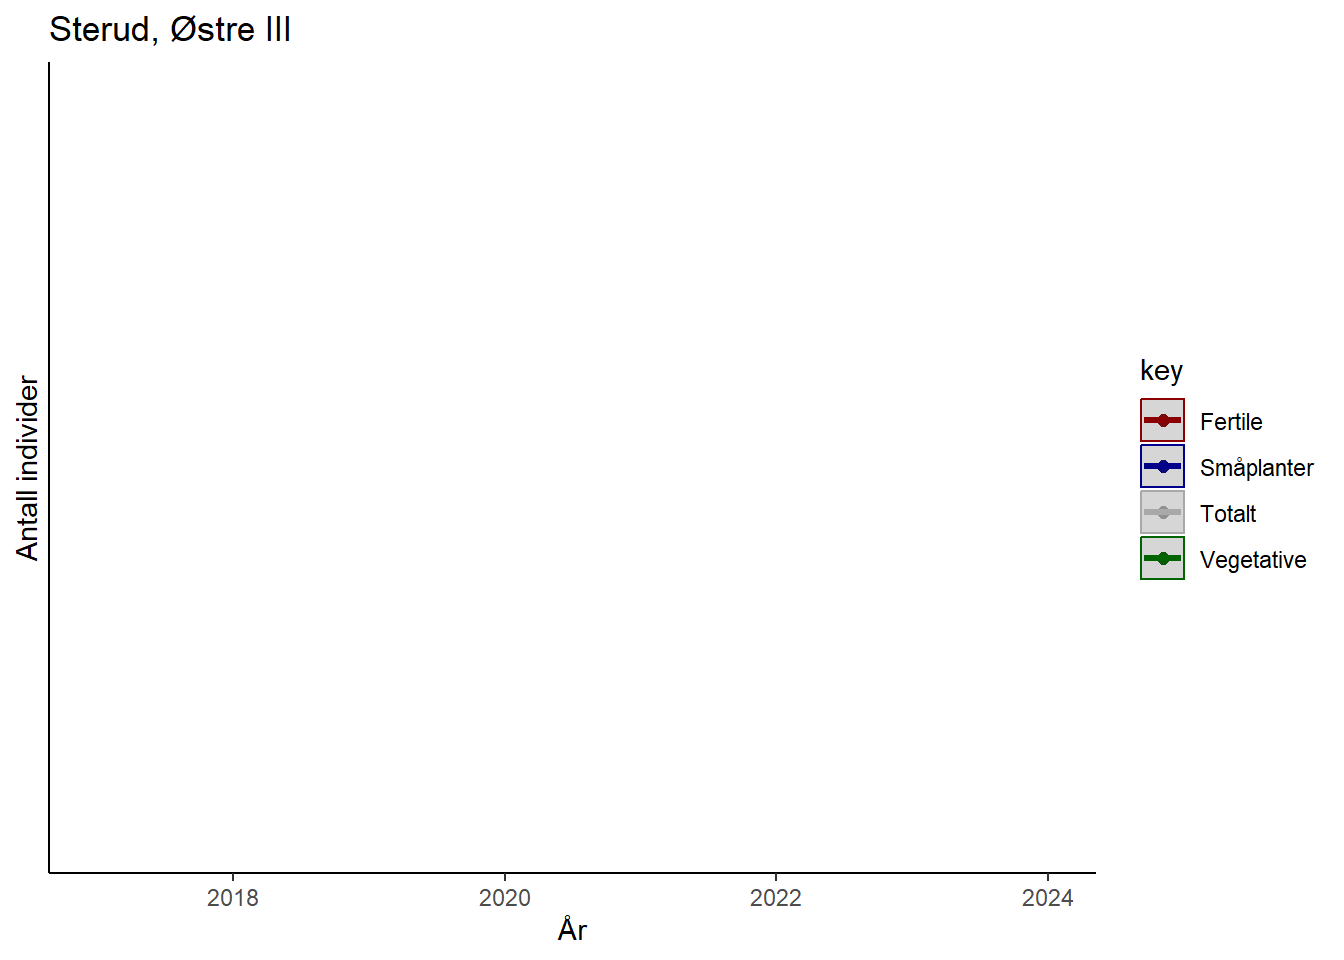 Sterud, Østre III
Antall individer
2018
2020
2022
2024
År
key
Fertile
Småplanter
Totalt
Vegetative